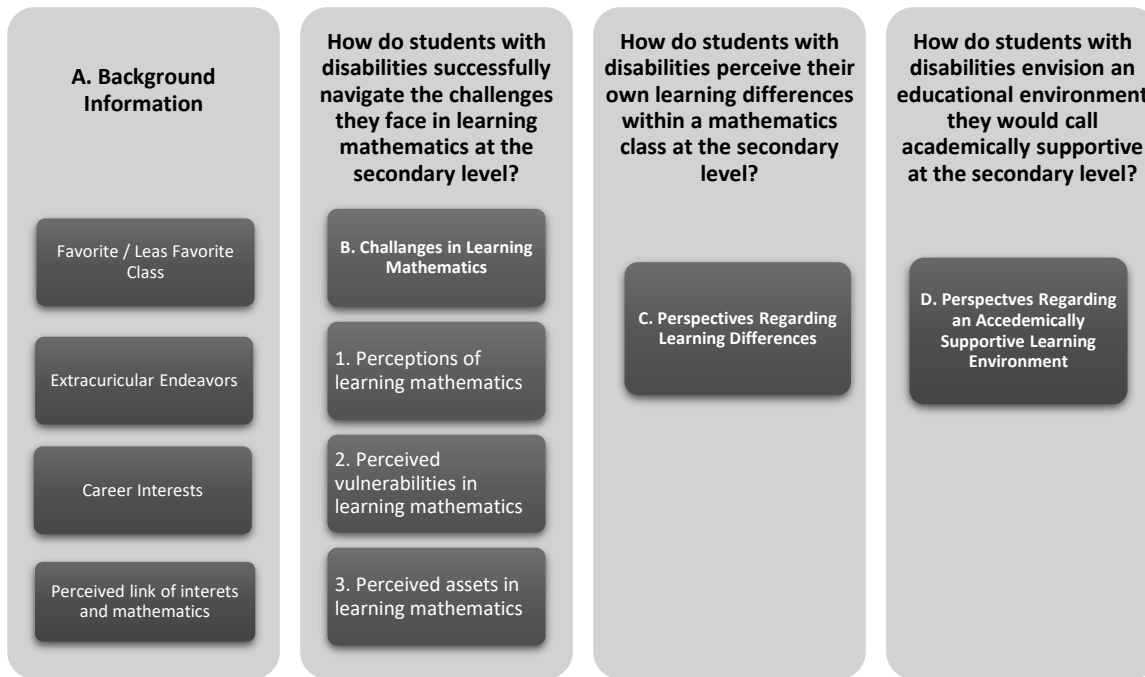 A. Background
Information
Favorite / Leas Favorite
Class
Extracuricular Endeavors
Career Interests
Perceived link of interets
and mathematics
How do students with
disabilities successfully
navigate the challenges
they face in learning
mathematics at the
secondary level?
B. Challanges in Learning
Mathematics
1. Perceptions of
learning mathematics
2. Perceived
vulnerabilities in
learning mathematics
3. Perceived assets in
learning mathematics
How do students with
disabilities perceive their
own learning differences
within a mathematics
class at the secondary
level?
C. Perspectives Regarding
Learning Differences
How do students with
disabilities envision an
educational environment
they would call
academically supportive
at the secondary level?
D. Perspectves Regarding
an Accedemically
Supportive Learning
Environment